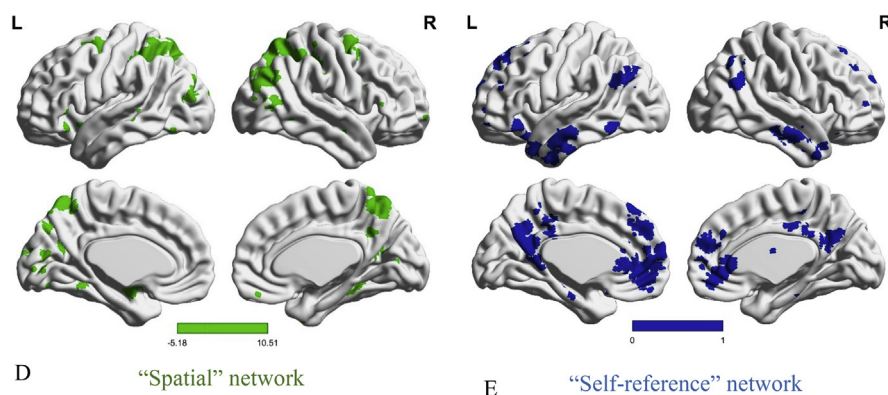 L R L R
-5.18 10.51 0 1
D "Spatial" network E "Self-reference" network